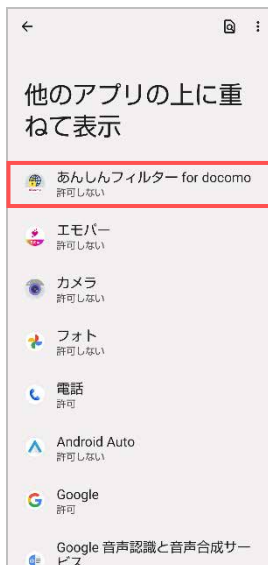 他のアプリの上に重
ねて表示
あんしんフィルター for docomo
許可しない
エモパー
許可しない
カメラ
許可しない
フォト
許可しない
電話
許可
Android Auto
許可しない
Google
許可
Google 音声認識と音声合成サー
ビス